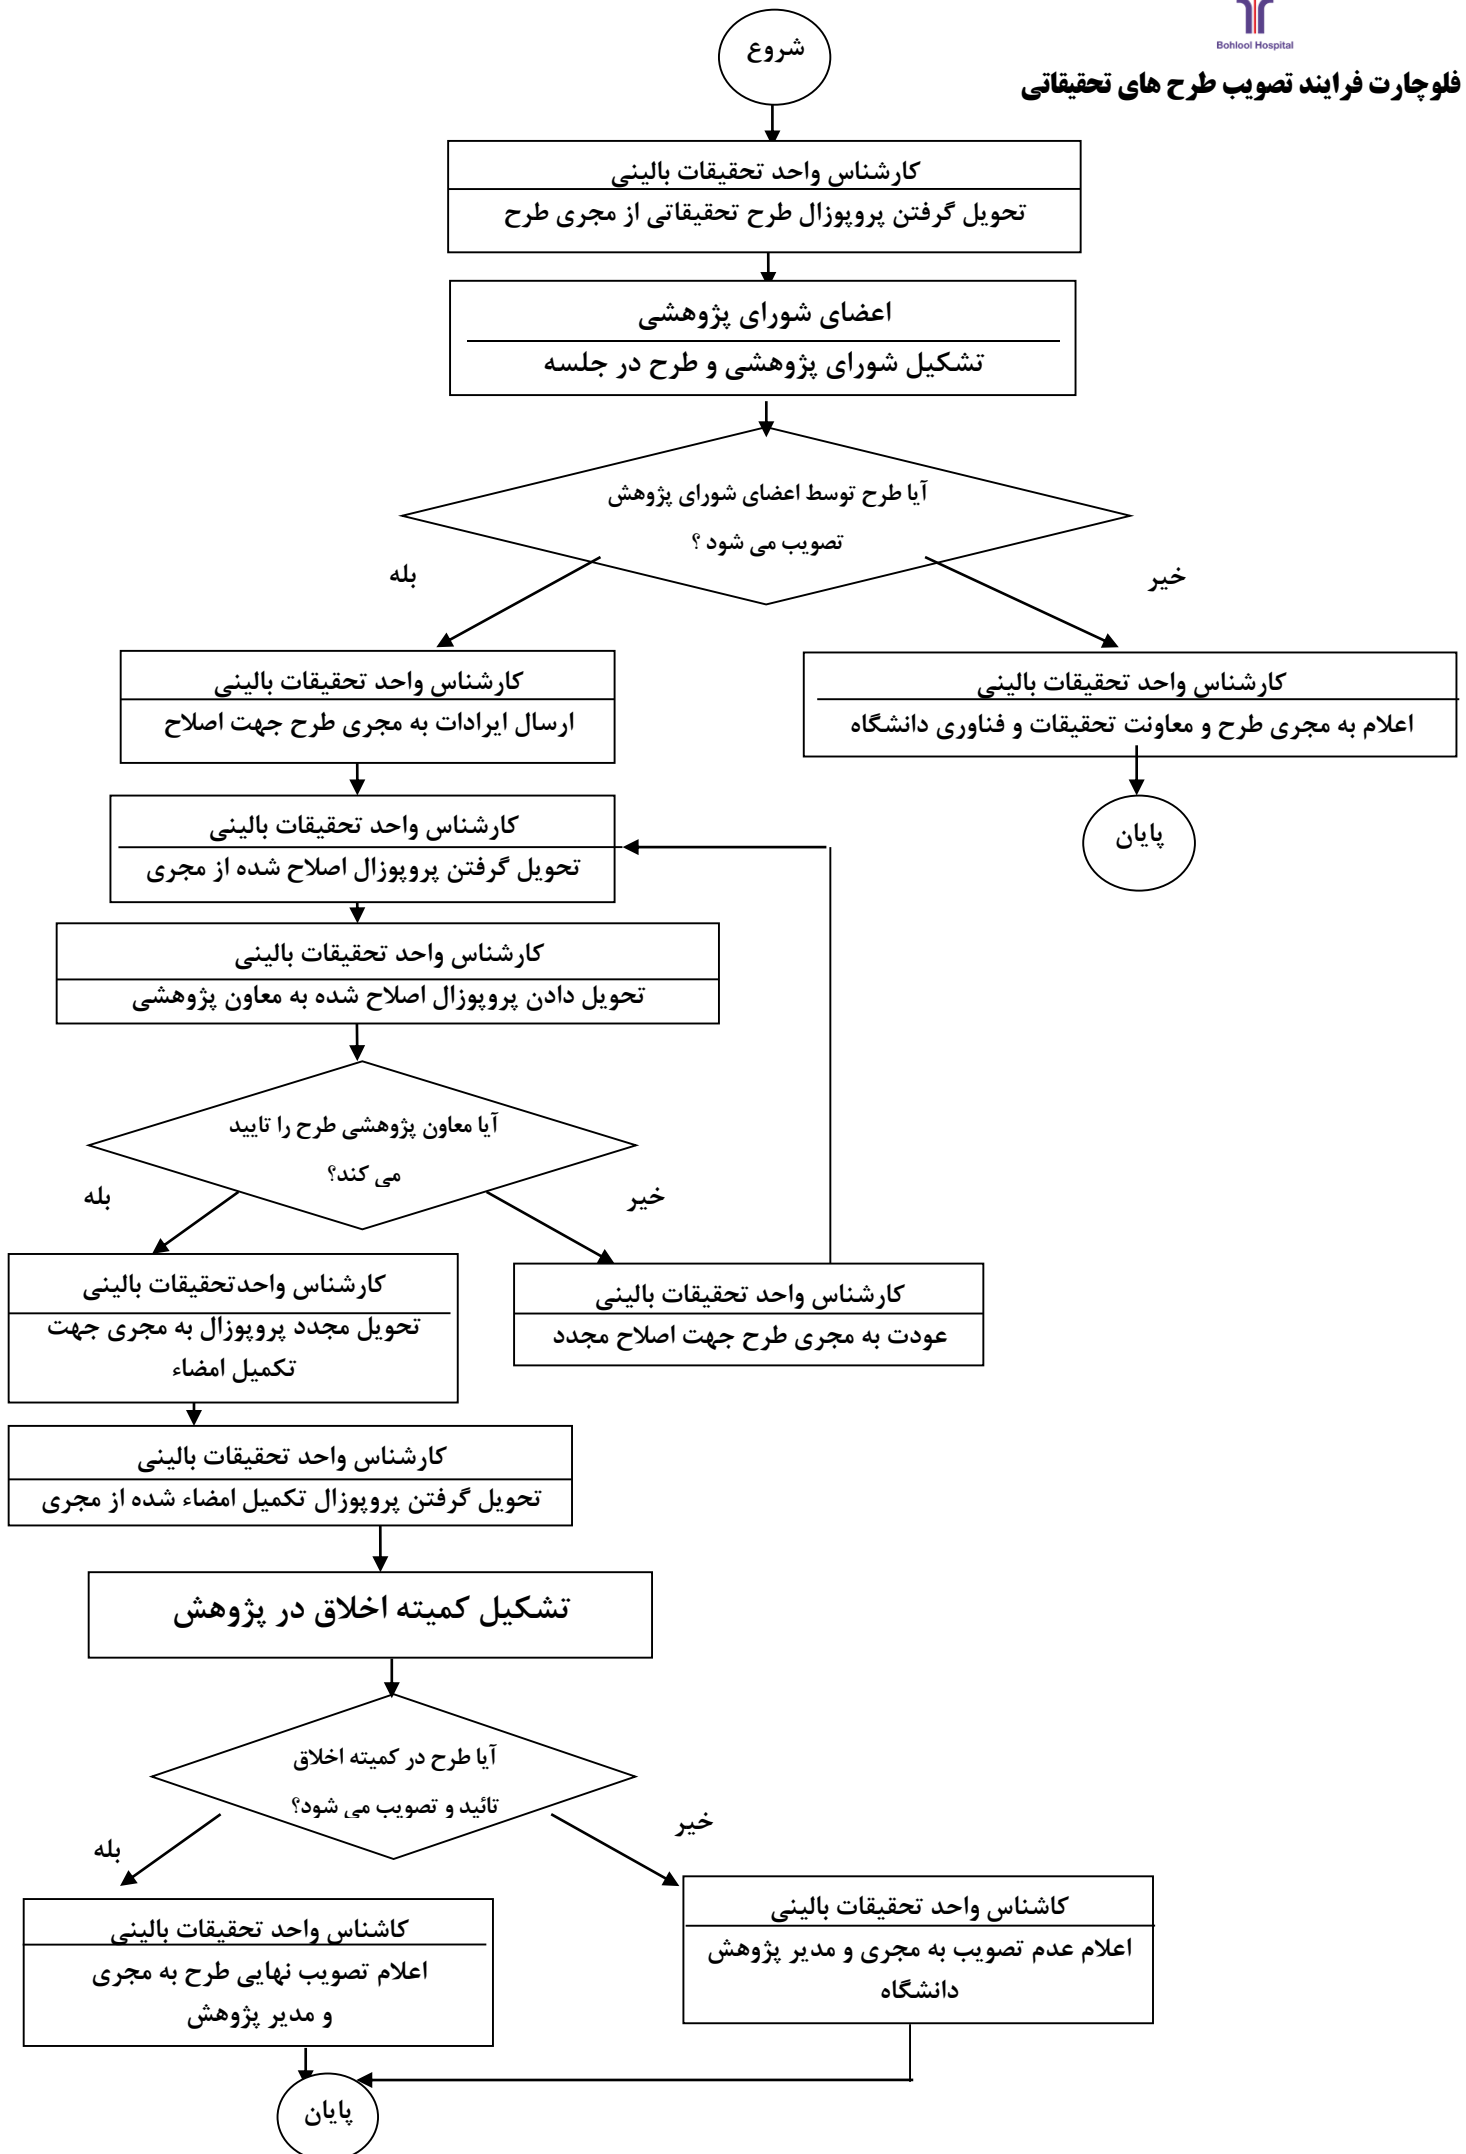 Bohlool Hospital
فلوچارت فرایند تصویب طرح های تحقیقاتی
شروع
کارشناس واحد تحقیقات بالینی
تحویل گرفتن پروپوزال طرح تحقیقاتی از مجری طرح
اعضای شورای پژوهشی
تشکیل شورای پژوهشی و طرح در جلسه
آیا طرح توسط اعضای شورای پژوهش
تصویب می شود ؟
خیر
بله
کارشناس واحد تحقیقات بالینی
اعلام به مجری طرح و معاونت تحقیقات و فناوری دانشگاه
پایان
کارشناس واحد تحقیقات بالینی
ارسال ایرادات به مجری طرح جهت اصلاح
کارشناس واحد تحقیقات بالینی
تحویل گرفتن پروپوزال اصلاح شده از مجری
کارشناس واحد تحقیقات بالینی
تحویل دادن پروپوزال اصلاح شده به معاون پژوهشی
آیا معاون پژوهشی طرح را تایید
می کند؟
خیر
بله
کارشناس واحد تحقیقات بالینی
عودت به مجری طرح جهت اصلاح مجدد
کارشناس واحدتحقیقات بالینی
تحویل مجدد پروپوزال به مجری جهت
تکمیل امضاء
کارشناس واحد تحقیقات بالینی
تحویل گرفتن پروپوزال تکمیل امضاء شده از مجری
تشکیل کمیته اخلاق در پژوهش
آیا طرح در کمیته اخلاق
تائید و تصویب می شود؟
خیر
بله
کاشناس واحد تحقیقات بالینی
اعلام عدم تصویب به مجری و مدیر پژوهش
دانشگاه
کاشناس واحد تحقیقات بالینی
اعلام تصویب نهایی طرح به مجری
و مدیر پژوهش
پایان